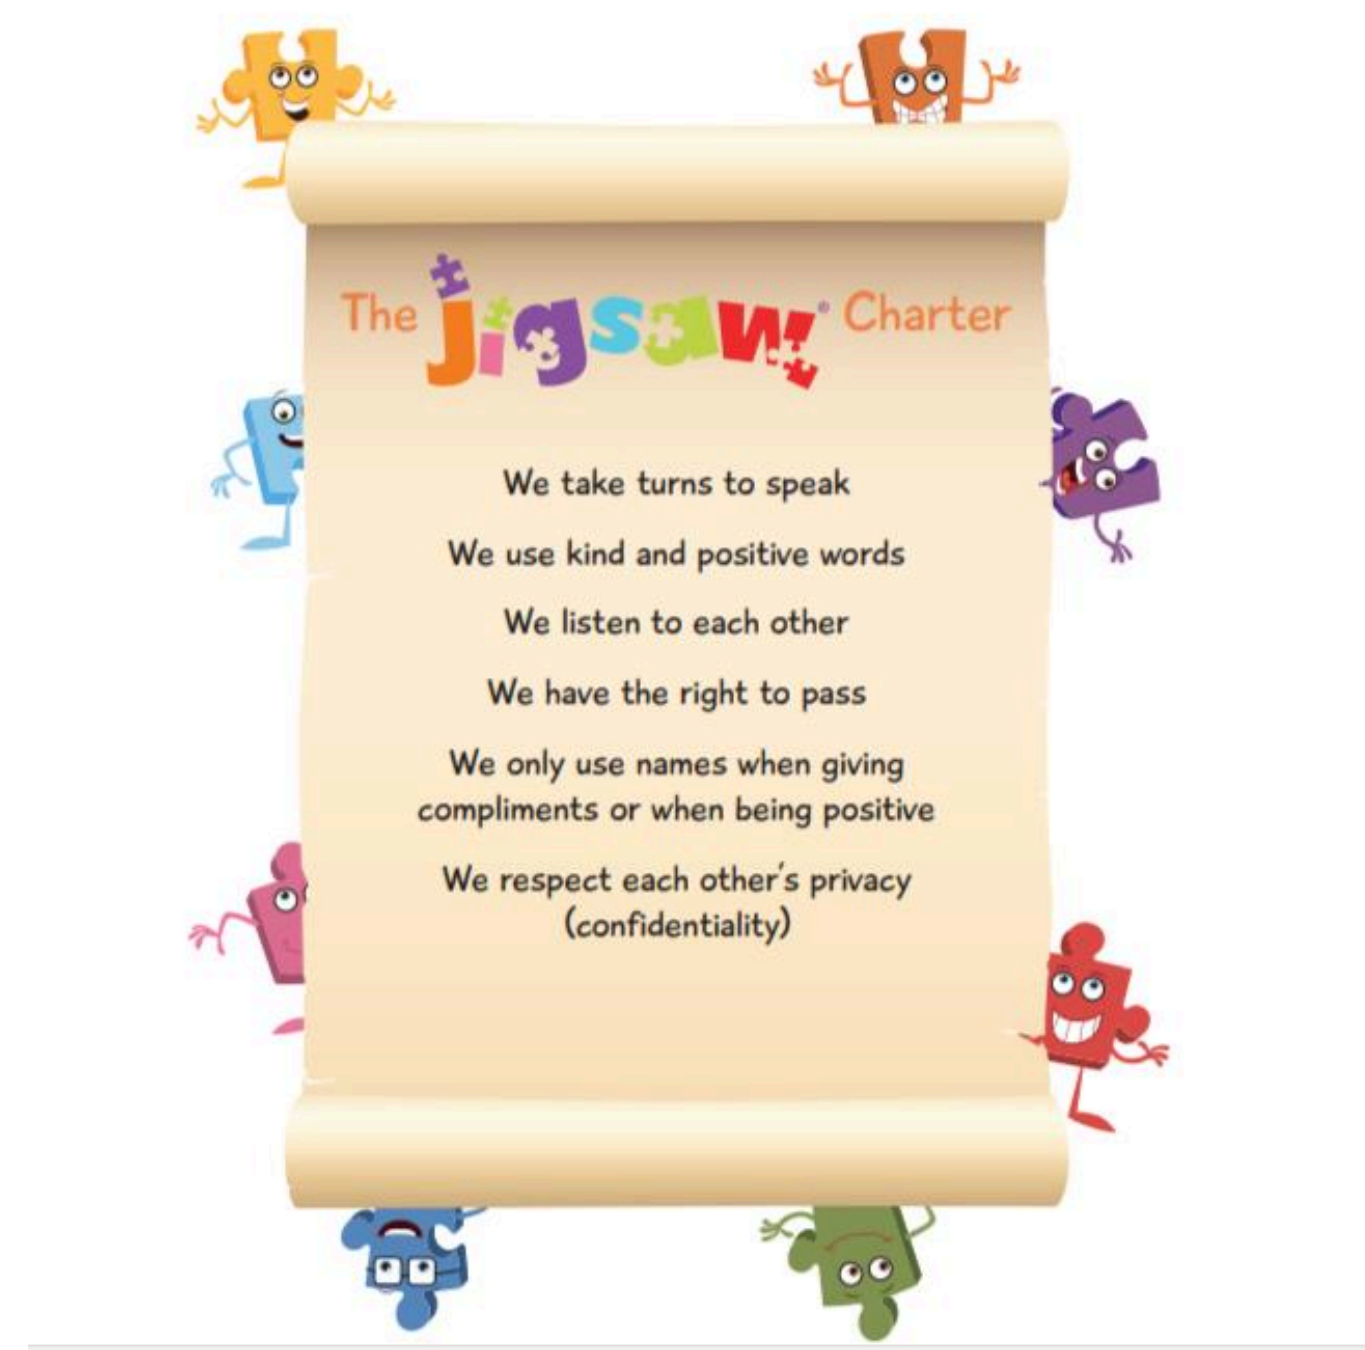 The jigsaw® Charter
We take turns to speak
We use kind and positive words
We listen to each other
We have the right to pass
We only use names when giving
compliments or when being positive
We respect each other's privacy
(confidentiality)